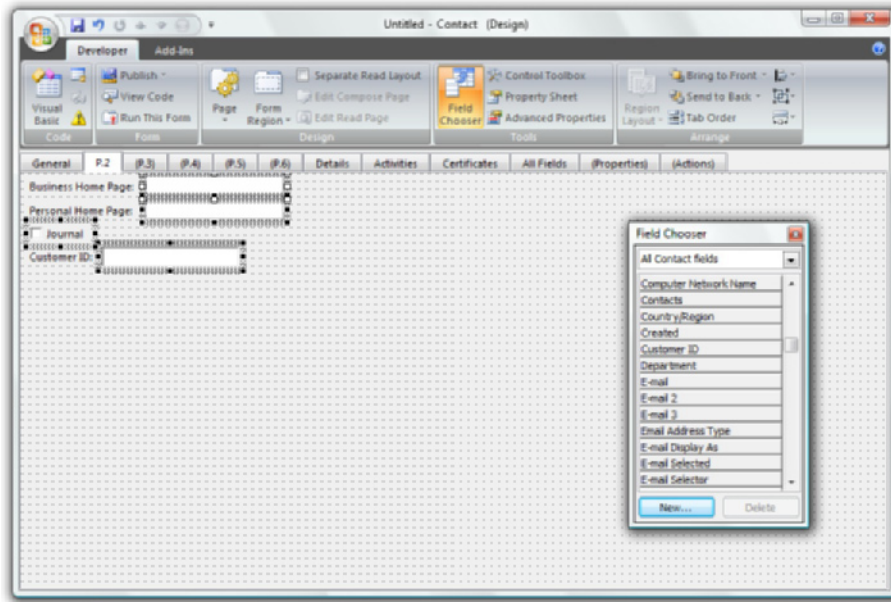 Untitled - Contact (Design)
Developer Add-Ins
Publish
Separate Read Layout
Control Toolbox
Bring to Front
View Code
Edit Compose Page
Property Sheet
Send to Back
Visual Basic
Run This Form
Page
Form Region
Edit Read Page
Field Chooser
Advanced Properties
Region Layout
Tab Order
Code Form Design Tools Arrange
General P.2 (P.3) (P.4) (P.5) (P.6) Details Activities Certificates All Fields (Properties) (Actions)
Business Home Page:
Personal Home Page:
Journal
Customer ID:
Field Chooser
All Contact fields
Computer Network Name
Contacts
Country/Region
Created
Customer ID
Department
E-mail
E-mail 2
E-mail 3
Email Address Type
E-mail Display As
E-mail Selected
E-mail Selector
New... Delete